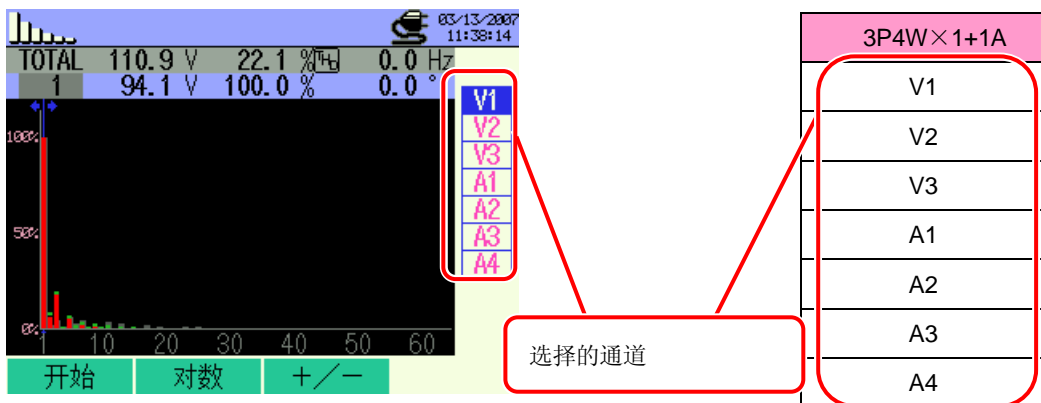 03/13/2007
11:38:14
TOTAL 110.9 V 22.1 % THD 0.0 Hz
1 94.1 V 100.0 % 0.0 °
100%
50%
0%
1 10 20 30 40 50 60
V1
V2
V3
A1
A2
A3
A4
开始 对数 +/-
选择的通道
3P4W×1+1A
V1
V2
V3
A1
A2
A3
A4